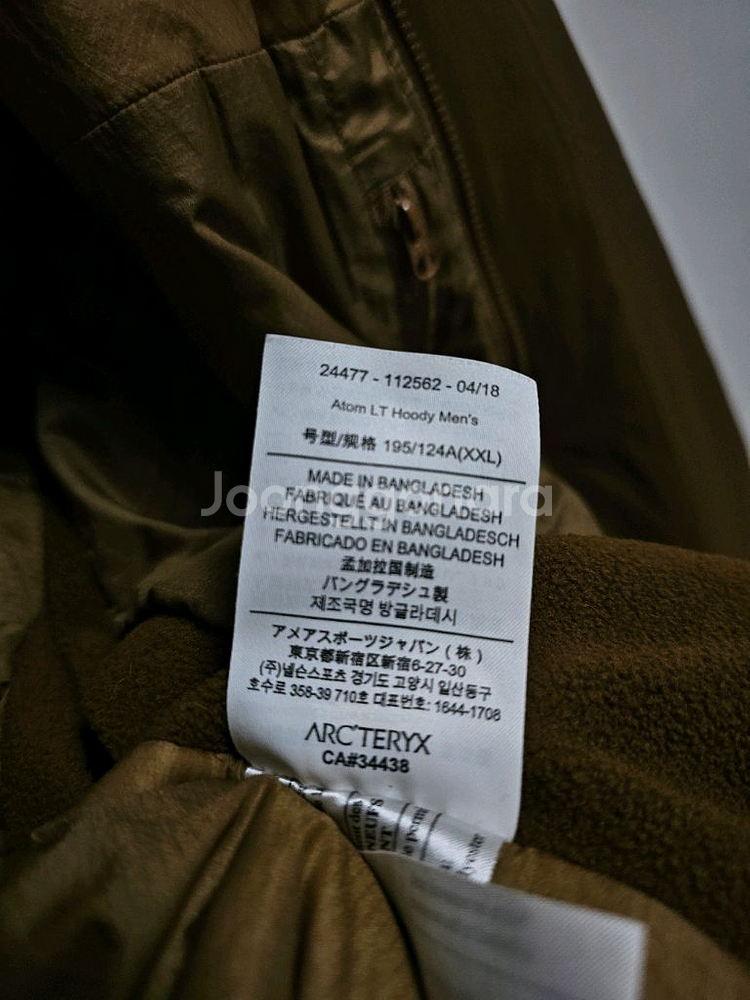 24477 - 112562 - 04/18
Atom LT Hoody Men's
号型/规格 195/124A(XXL)
MADE IN BANGLADESH
FABRIQUÉ AU BANGLADESH
HERGESTELLT IN BANGLADESCH
FABRICADO EN BANGLADESH
孟加拉国制造
バングラデシュ製
제조국명 방글라데시
アメアスポーツジャパン(株)
東京都新宿区新宿6-27-30
(주)넬슨스포츠 경기도 고양시 일산동구
호수로 358-39 710호 대표번호: 1644-1708
ARC'TERYX
CA#34438